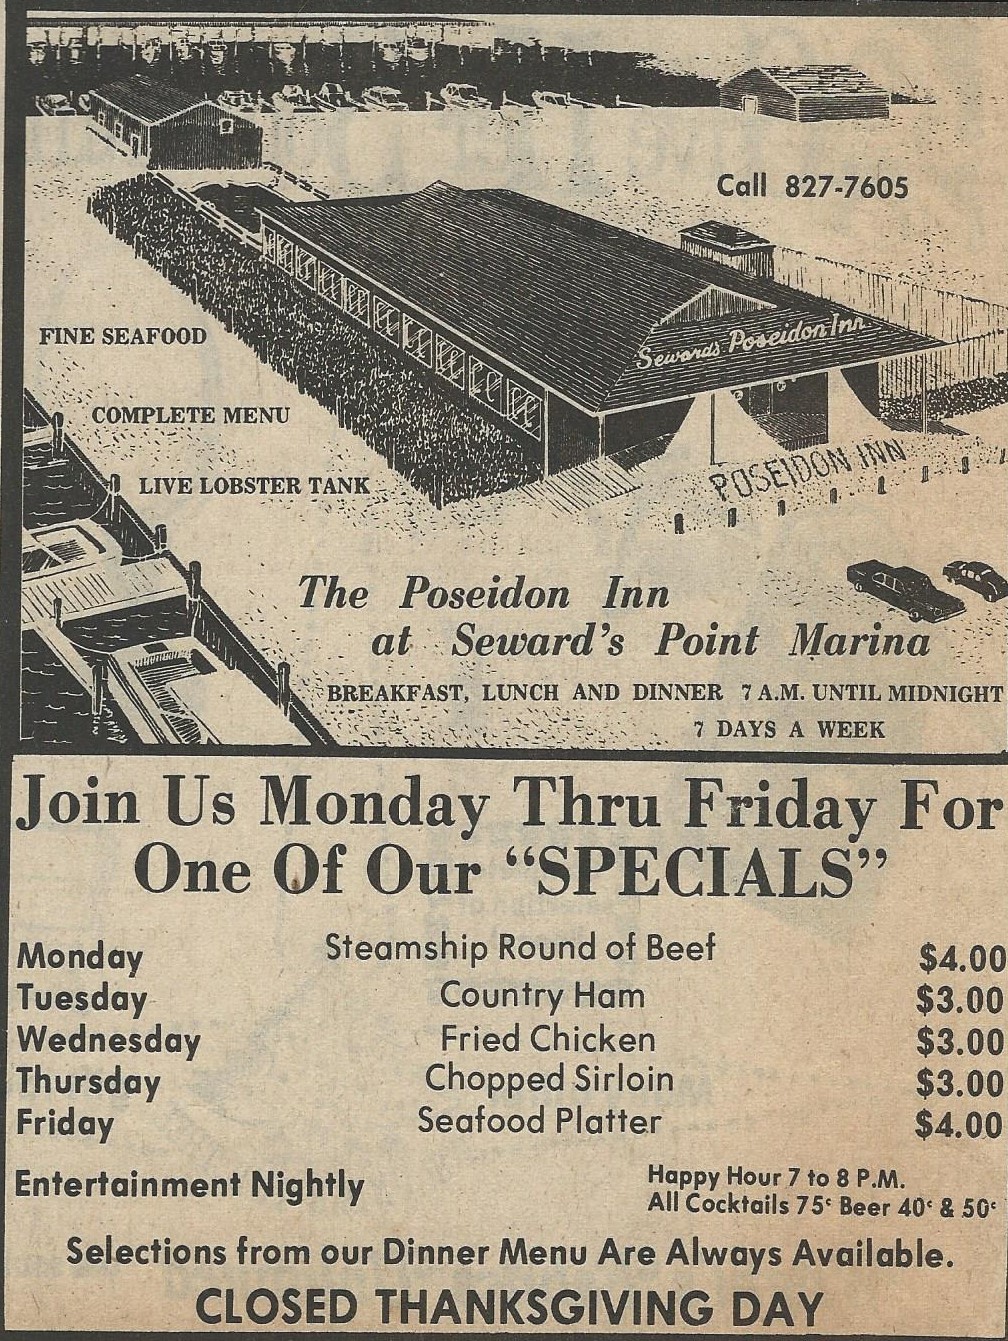 Call 827-7605
Seward's Poseidon Inn
FINE SEAFOOD
COMPLETE MENU
LIVE LOBSTER TANK
POSEIDON INN
The Poseidon Inn
at Seward's Point Marina
BREAKFAST, LUNCH AND DINNER 7 A.M. UNTIL MIDNIGHT
7 DAYS A WEEK
Join Us Monday Thru Friday For
One Of Our “SPECIALS”
Monday Steamship Round of Beef $4.00
Tuesday Country Ham $3.00
Wednesday Fried Chicken $3.00
Thursday Chopped Sirloin $3.00
Friday Seafood Platter $4.00
Entertainment Nightly
Happy Hour 7 to 8 P.M.
All Cocktails 75¢ Beer 40¢ & 50¢
Selections from our Dinner Menu Are Always Available.
CLOSED THANKSGIVING DAY